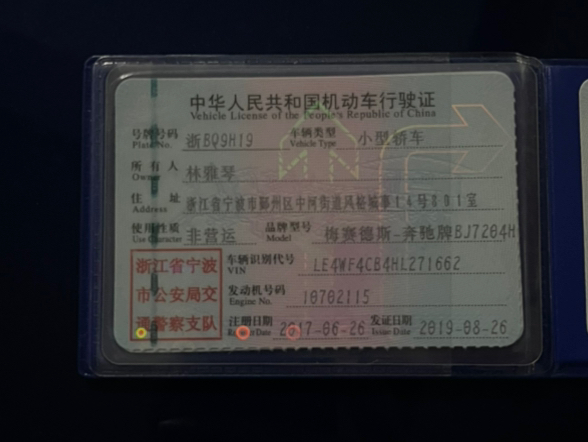 中华人民共和国机动车行驶证
Vehicle License of the People's Republic of China
号牌号码 浙BQ9H19 车辆类型 小型轿车
Plate No. Vehicle Type
所有人 林雅琴
Owner
住址 浙江省宁波市鄞州区中河街道风格城事14号801室
Address
使用性质 非营运 品牌型号 梅赛德斯-奔驰牌BJ7204H
Use Character Model
浙江省宁波 车辆识别代号 LE4WF4CB4HL271662
VIN
市公安局交 发动机号码 10702115
Engine No.
通警察支队 注册日期 2017-06-26 发证日期 2019-08-26
Register Date Issue Date